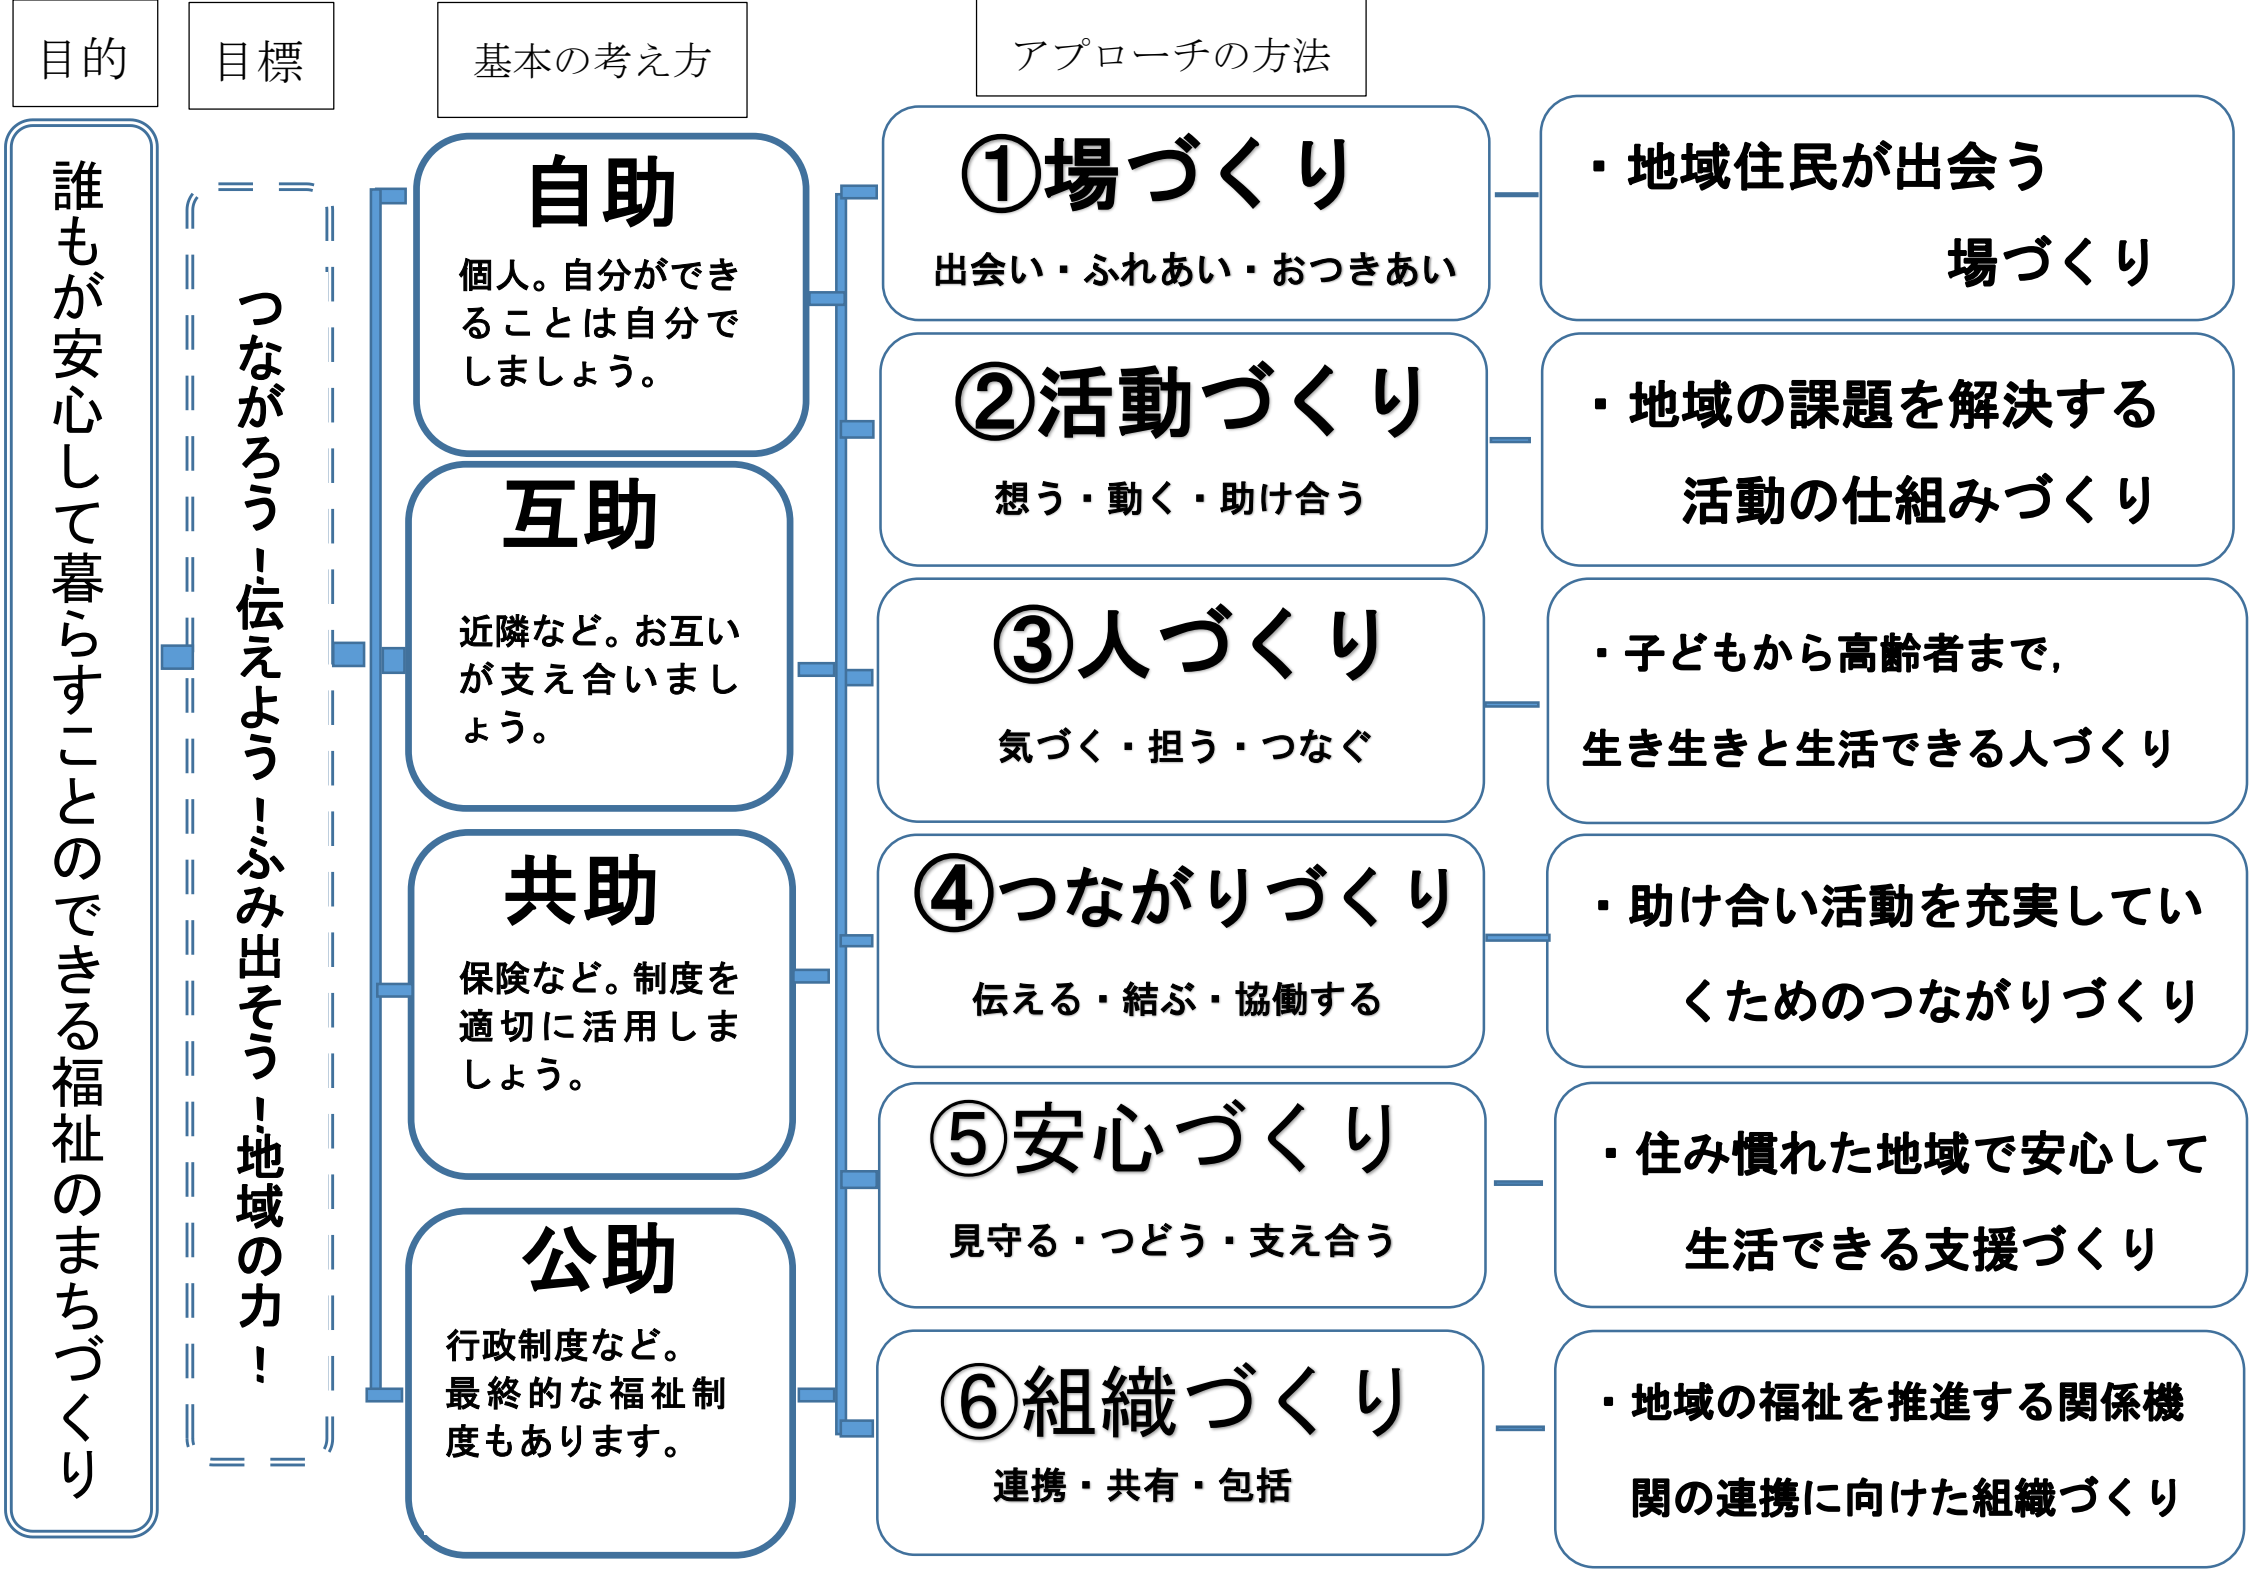 目的
誰もが安心して暮らすことのできる福祉のまちづくり
目標
つながろう！伝えよう！ふみ出そう！地域の力！
基本の考え方
自助
個人。自分ができ
ることは自分で
しましょう。
互助
近隣など。お互い
が支え合いまし
ょう。
共助
保険など。制度を
適切に活用しま
しょう。
公助
行政制度など。
最終的な福祉制
度もあります。
アプローチの方法
①場づくり
出会い・ふれあい・おつきあい
・地域住民が出会う
場づくり
②活動づくり
想う・動く・助け合う
・地域の課題を解決する
活動の仕組みづくり
③人づくり
気づく・担う・つなぐ
・子どもから高齢者まで,
生き生きと生活できる人づくり
④つながりづくり
伝える・結ぶ・協働する
・助け合い活動を充実してい
くためのつながりづくり
⑤安心づくり
見守る・つどう・支え合う
・住み慣れた地域で安心して
生活できる支援づくり
⑥組織づくり
連携・共有・包括
・地域の福祉を推進する関係機
関の連携に向けた組織づくり